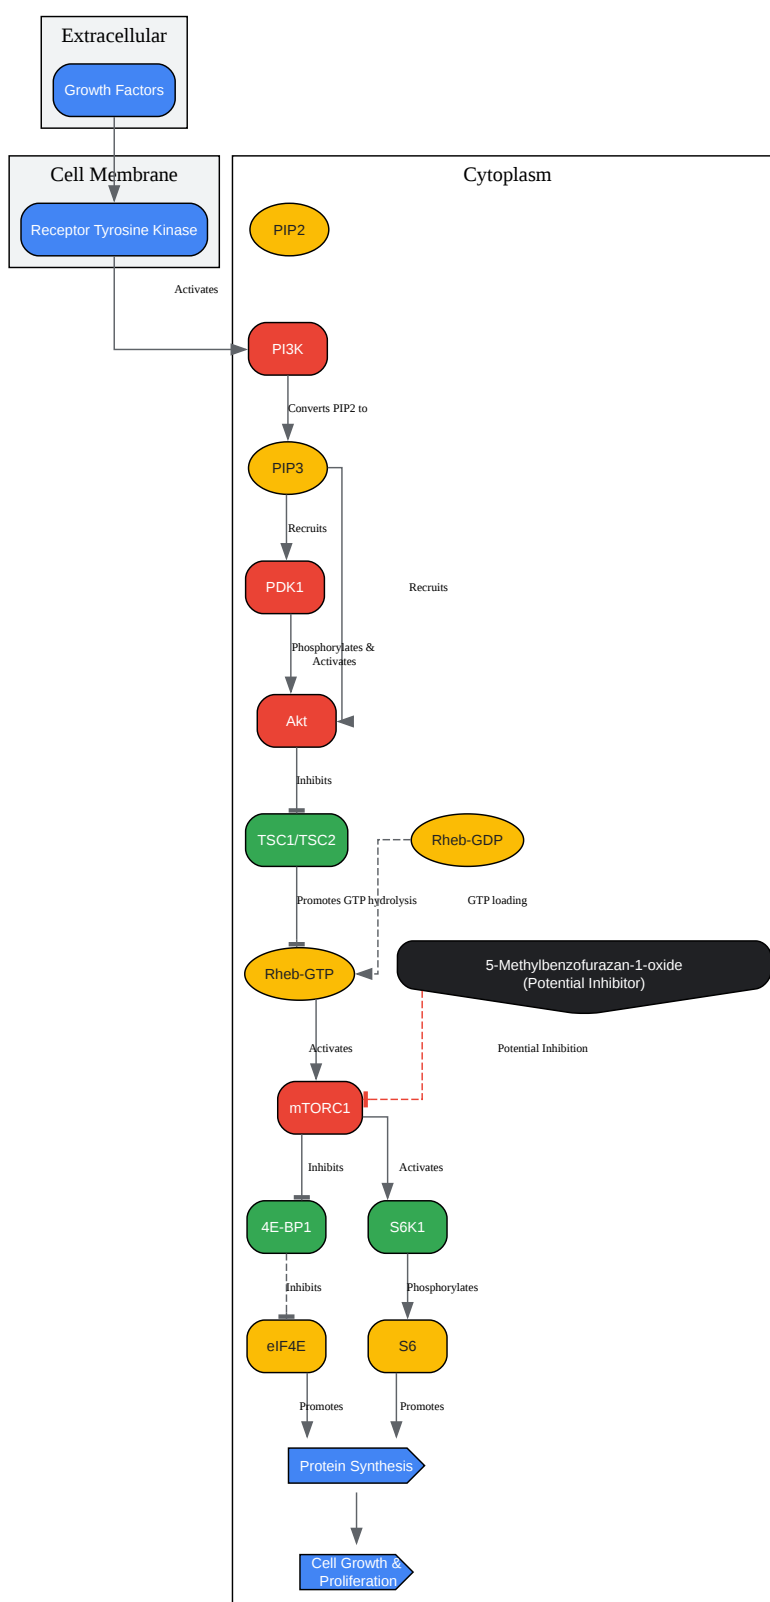 Extracellular
Growth Factors
Cell Membrane
Cytoplasm
Receptor Tyrosine Kinase
PIP2
Activates
PI3K
Converts PIP2 to
PIP3
Recruits
PDK1
Recruits
Phosphorylates &
Activates
Akt
Inhibits
TSC1/TSC2
Rheb-GDP
Promotes GTP hydrolysis
GTP loading
Rheb-GTP
5-Methylbenzofurazan-1-oxide
(Potential Inhibitor)
Activates
Potential Inhibition
mTORC1
Inhibits
Activates
4E-BP1
S6K1
Inhibits
Phosphorylates
eIF4E
S6
Promotes
Promotes
Protein Synthesis
Cell Growth &
Proliferation